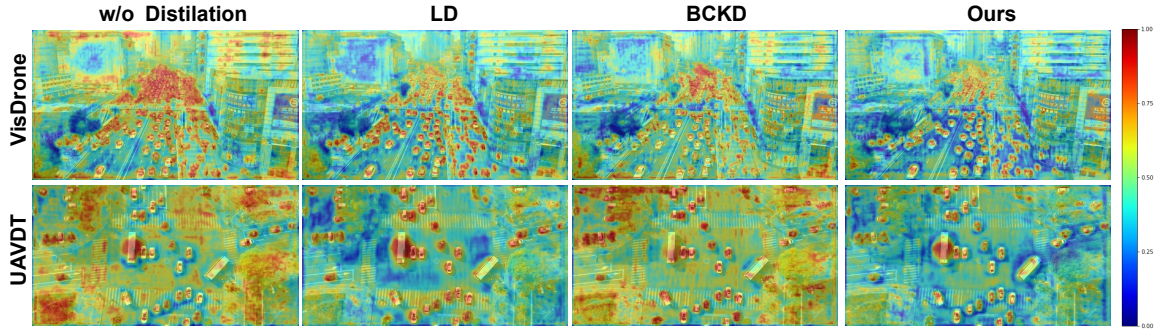 w/o Distilation
LD
BCKD
Ours
VisDrone
UAVDT
1.00
0.75
0.50
0.25
0.00